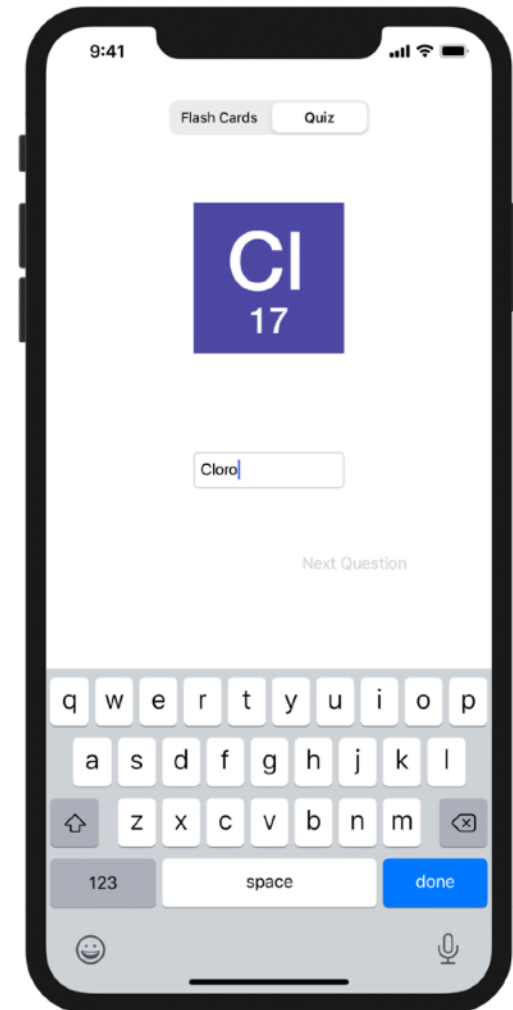 9:41
Flash Cards Quiz
Cl
17
Cloro
Next Question
q w e r t y u i o p
a s d f g h j k l
z x c v b n m
123 space done